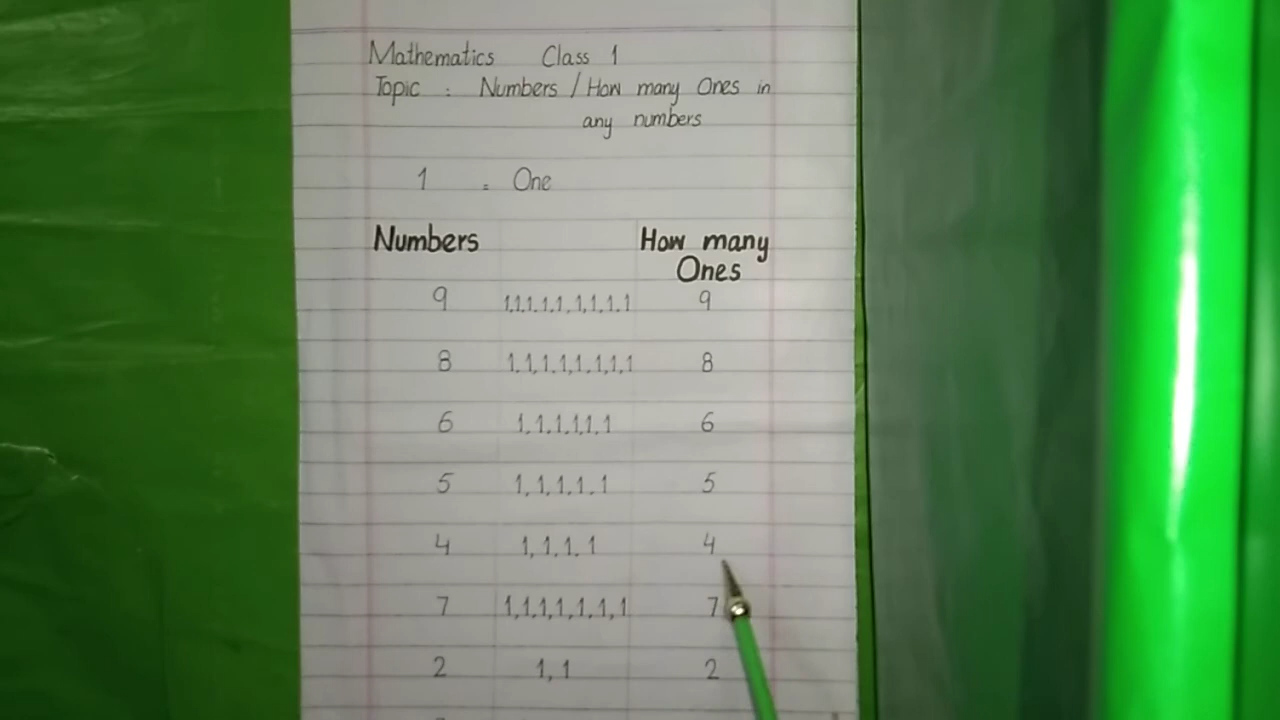 Mathematics Class 1
Topic : Numbers / How many Ones in
any numbers
1 = One
Numbers How many
Ones
9 1,1,1,1,1,1,1,1,1 9
8 1,1,1,1,1,1,1,1 8
6 1,1,1,1,1,1 6
5 1,1,1,1,1 5
4 1,1,1,1 4
7 1,1,1,1,1,1,1 7
2 1,1 2